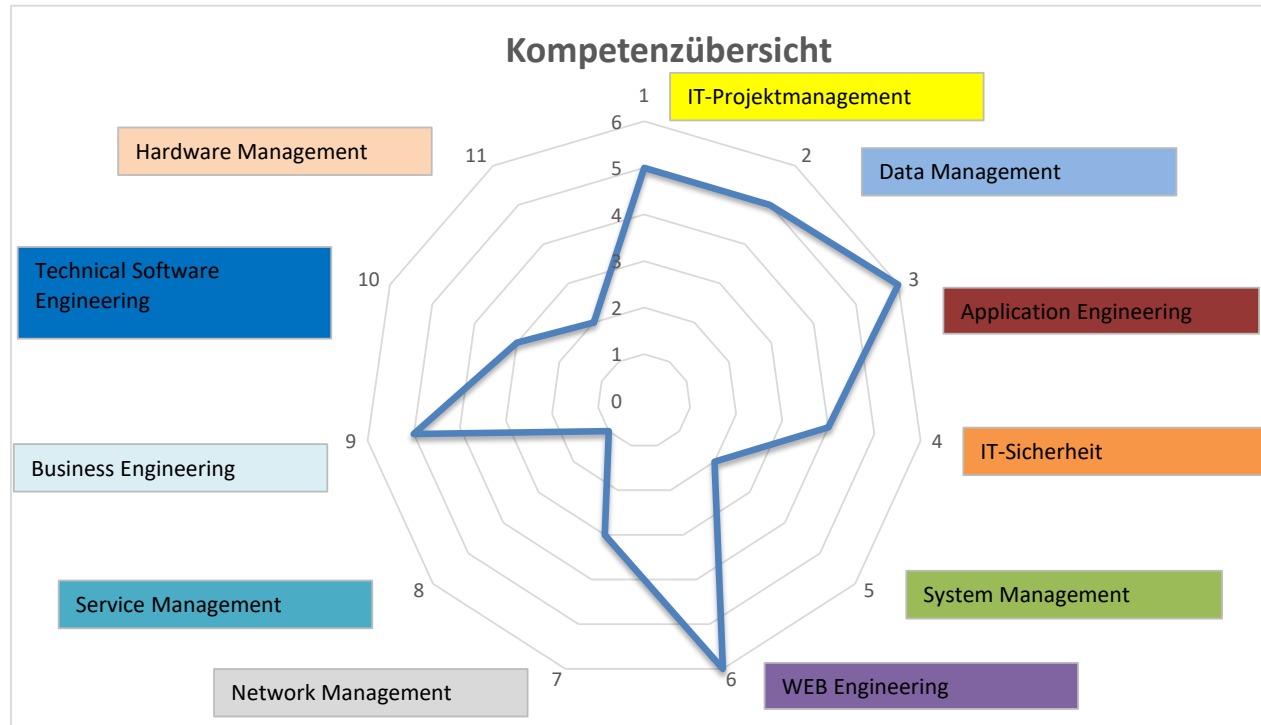 Kompetenzübersicht
1
IT-Projektmanagement
2
Data Management
3
Application Engineering
4
IT-Sicherheit
5
System Management
6
WEB Engineering
7
Network Management
8
Service Management
9
Business Engineering
10
Technical Software
Engineering
11
Hardware Management
6
5
4
3
2
1
0